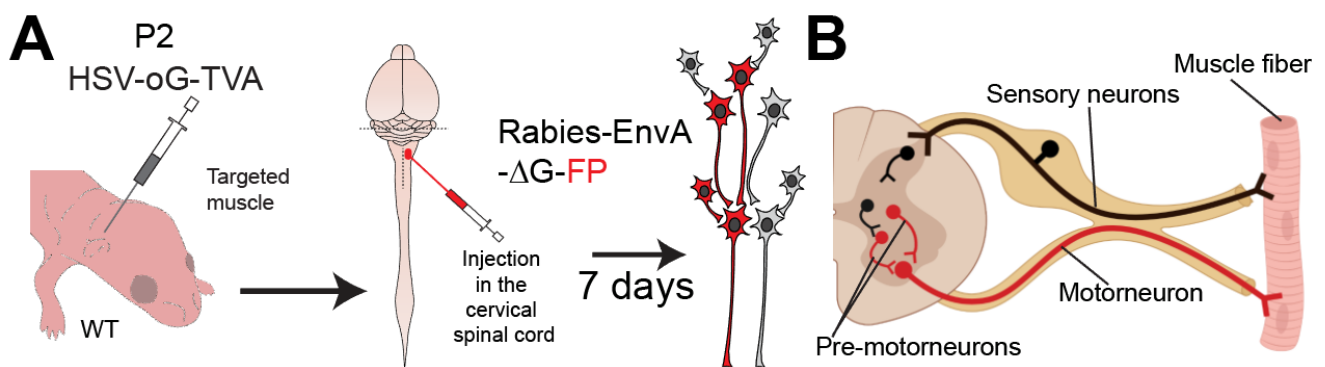 A
P2
HSV-oG-TVA
Targeted
muscle
WT
Injection
in the
cervical
spinal cord
Rabies-EnvA
-ΔG-FP
7 days
B
Muscle fiber
Sensory neurons
Motorneuron
Pre-motorneurons